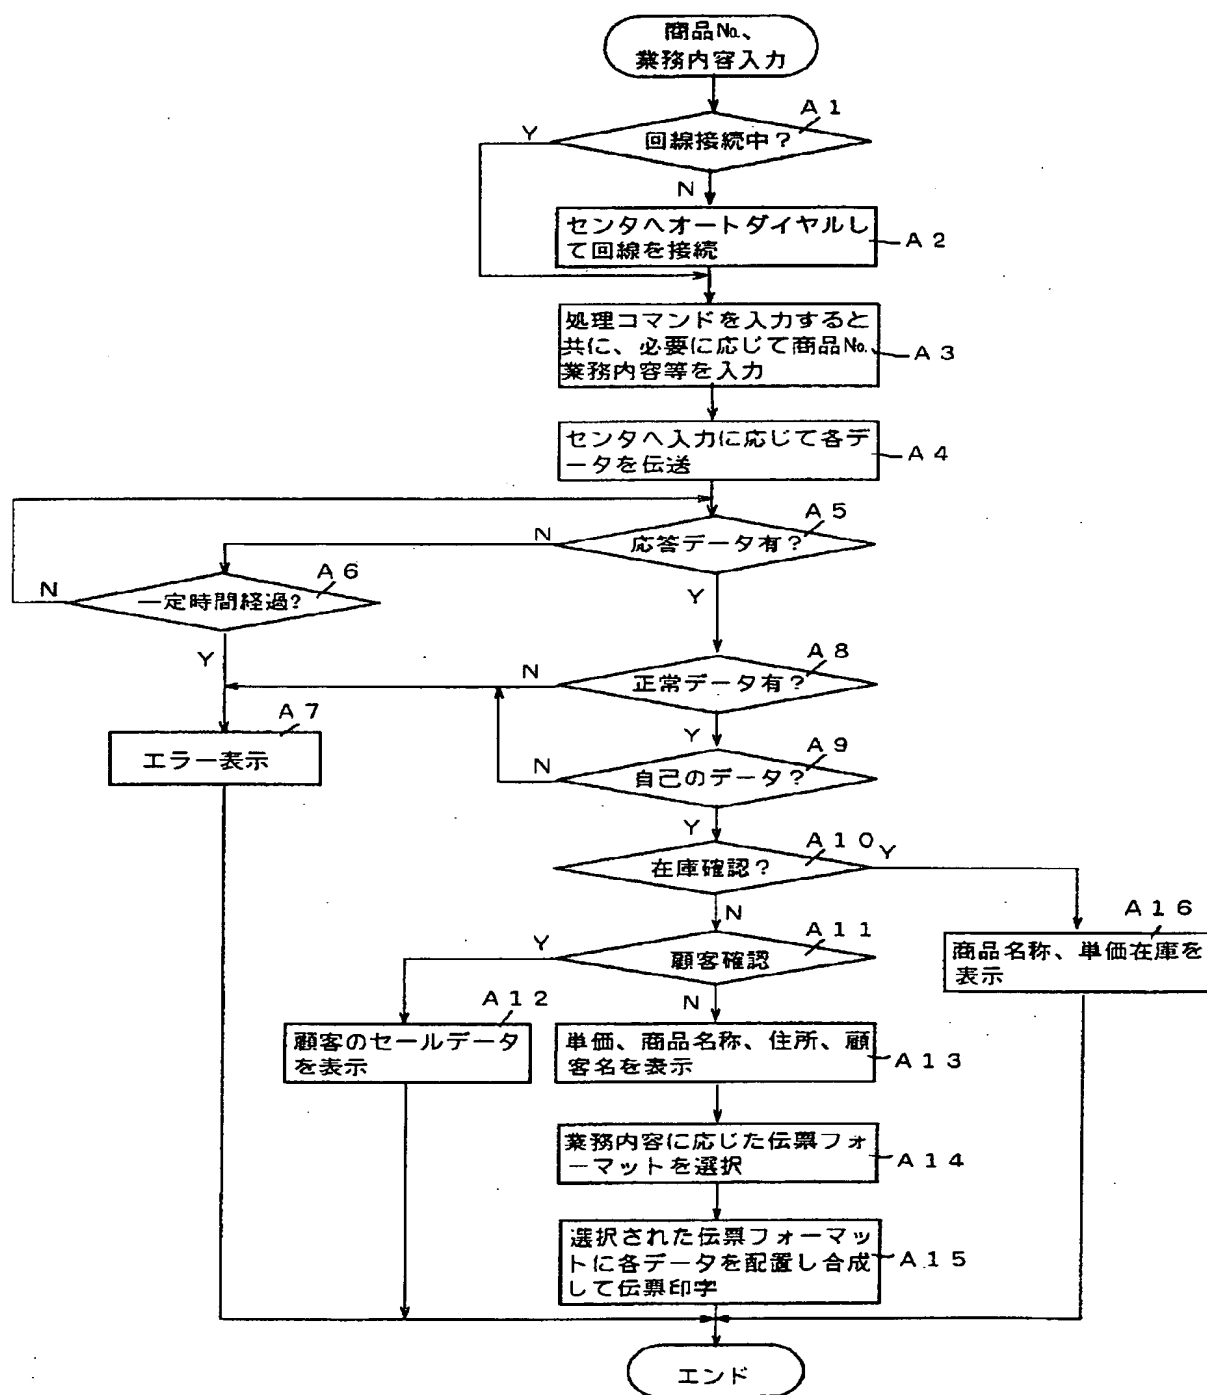 商品№、
業務内容入力
A1
Y
回線接続中?
N
センタへオートダイヤルし
て回線を接続
A2
処理コマンドを入力すると
共に、必要に応じて商品№.
業務内容等を入力
A3
センタへ入力に応じて各デ
ータを伝送
A4
A5
N
応答データ有?
A6
N
一定時間経過?
Y
Y
A8
N
正常データ有?
A7
エラー表示
Y
A9
N
自己のデータ?
Y
A10
Y
在庫確認?
N
A11
Y
顧客確認
A16
商品名称、単価在庫を
表示
A12
顧客のセールデータ
を表示
N
単価、商品名称、住所、顧
客名を表示
A13
業務内容に応じた伝票フォ
ーマットを選択
A14
選択された伝票フォーマッ
トに各データを配置し合成
して伝票印字
A15
エンド